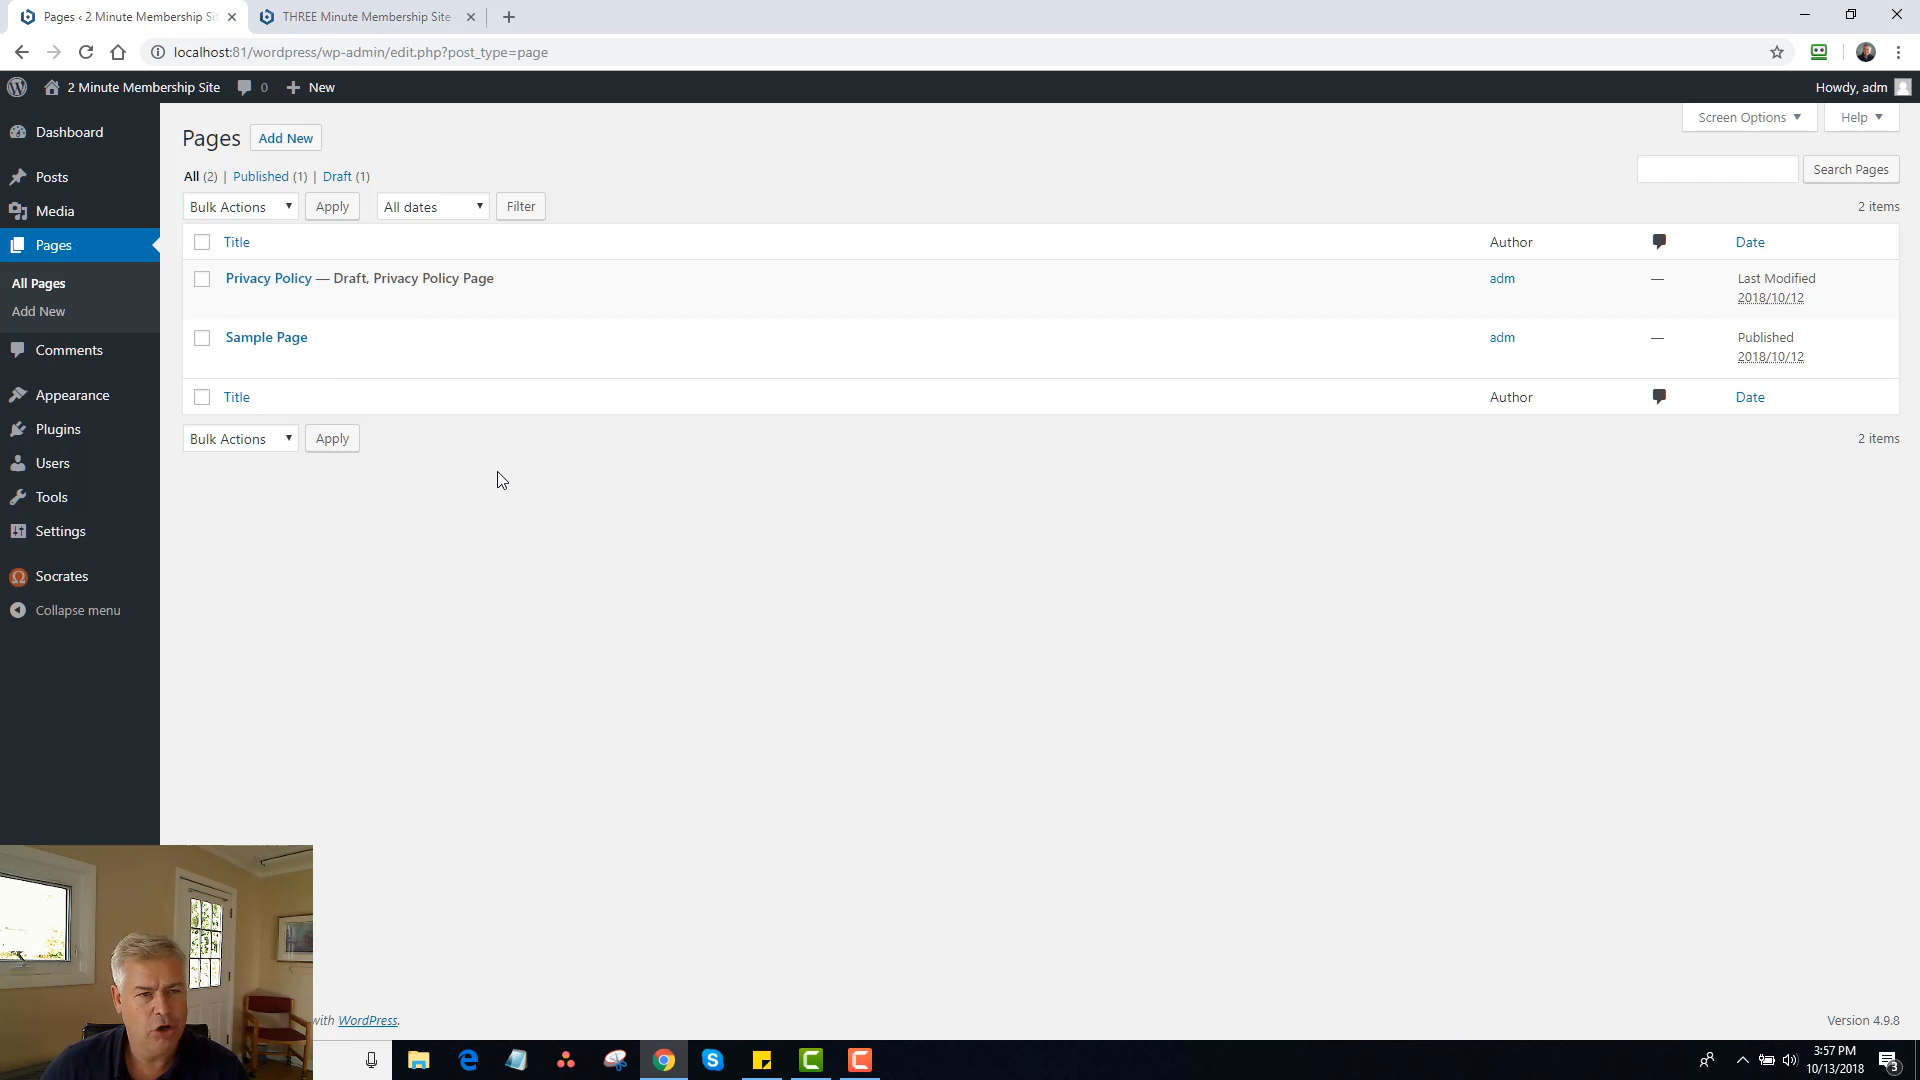 Pages ‹ 2 Minute Membership Si
THREE Minute Membership Site
localhost:81/wordpress/wp-admin/edit.php?post_type=page
2 Minute Membership Site
0
New
Howdy, adm
Dashboard
Posts
Media
Pages
All Pages
Add New
Comments
Appearance
Plugins
Users
Tools
Settings
Socrates
Collapse menu
Screen Options
Help
Pages
Add New
All (2) | Published (1) | Draft (1)
Search Pages
Bulk Actions
Apply
All dates
Filter
2 items
Title
Author
Date
Privacy Policy — Draft, Privacy Policy Page
adm
—
Last Modified
2018/10/12
Sample Page
adm
—
Published
2018/10/12
Title
Author
Date
Bulk Actions
Apply
2 items
with WordPress.
Version 4.9.8
3:57 PM
10/13/2018
3